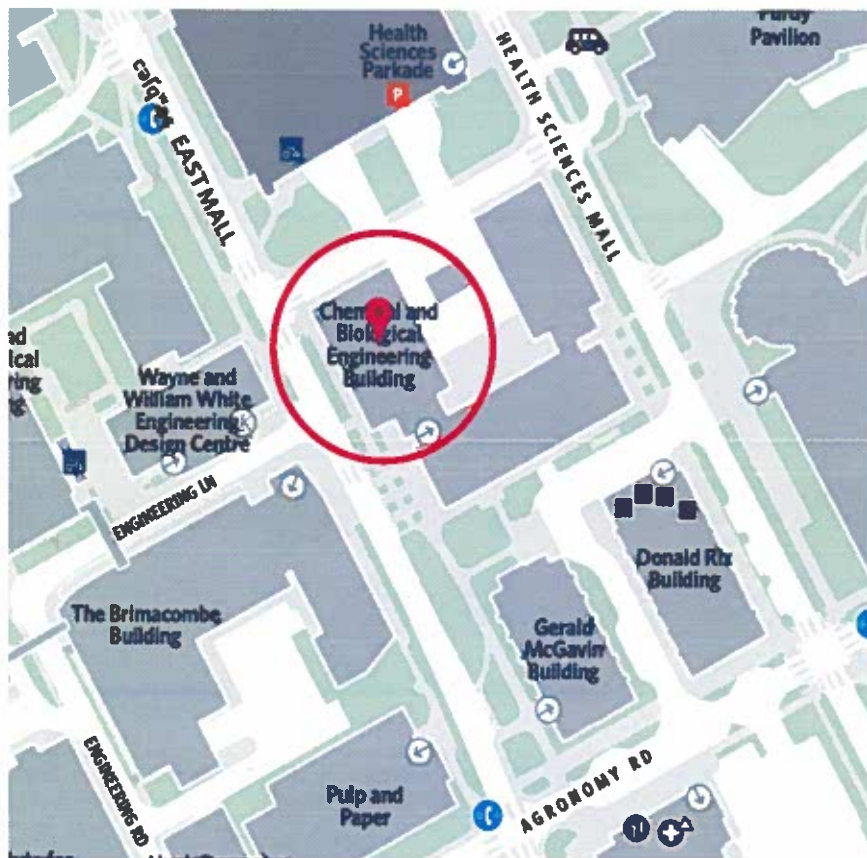 Health
Sciences
Parkade
P
HEALTH SCIENCES MALL
Purdy
Pavilion
EAST MALL
Chemical and
Biological
Engineering
Building
Wayne and
William White
Engineering
Design Centre
ENGINEERING LN
The Brimacombe
Building
Donald Rix
Building
Gerald
McGavin
Building
ENGINEERING RD
Pulp and
Paper
AGRONOMY RD